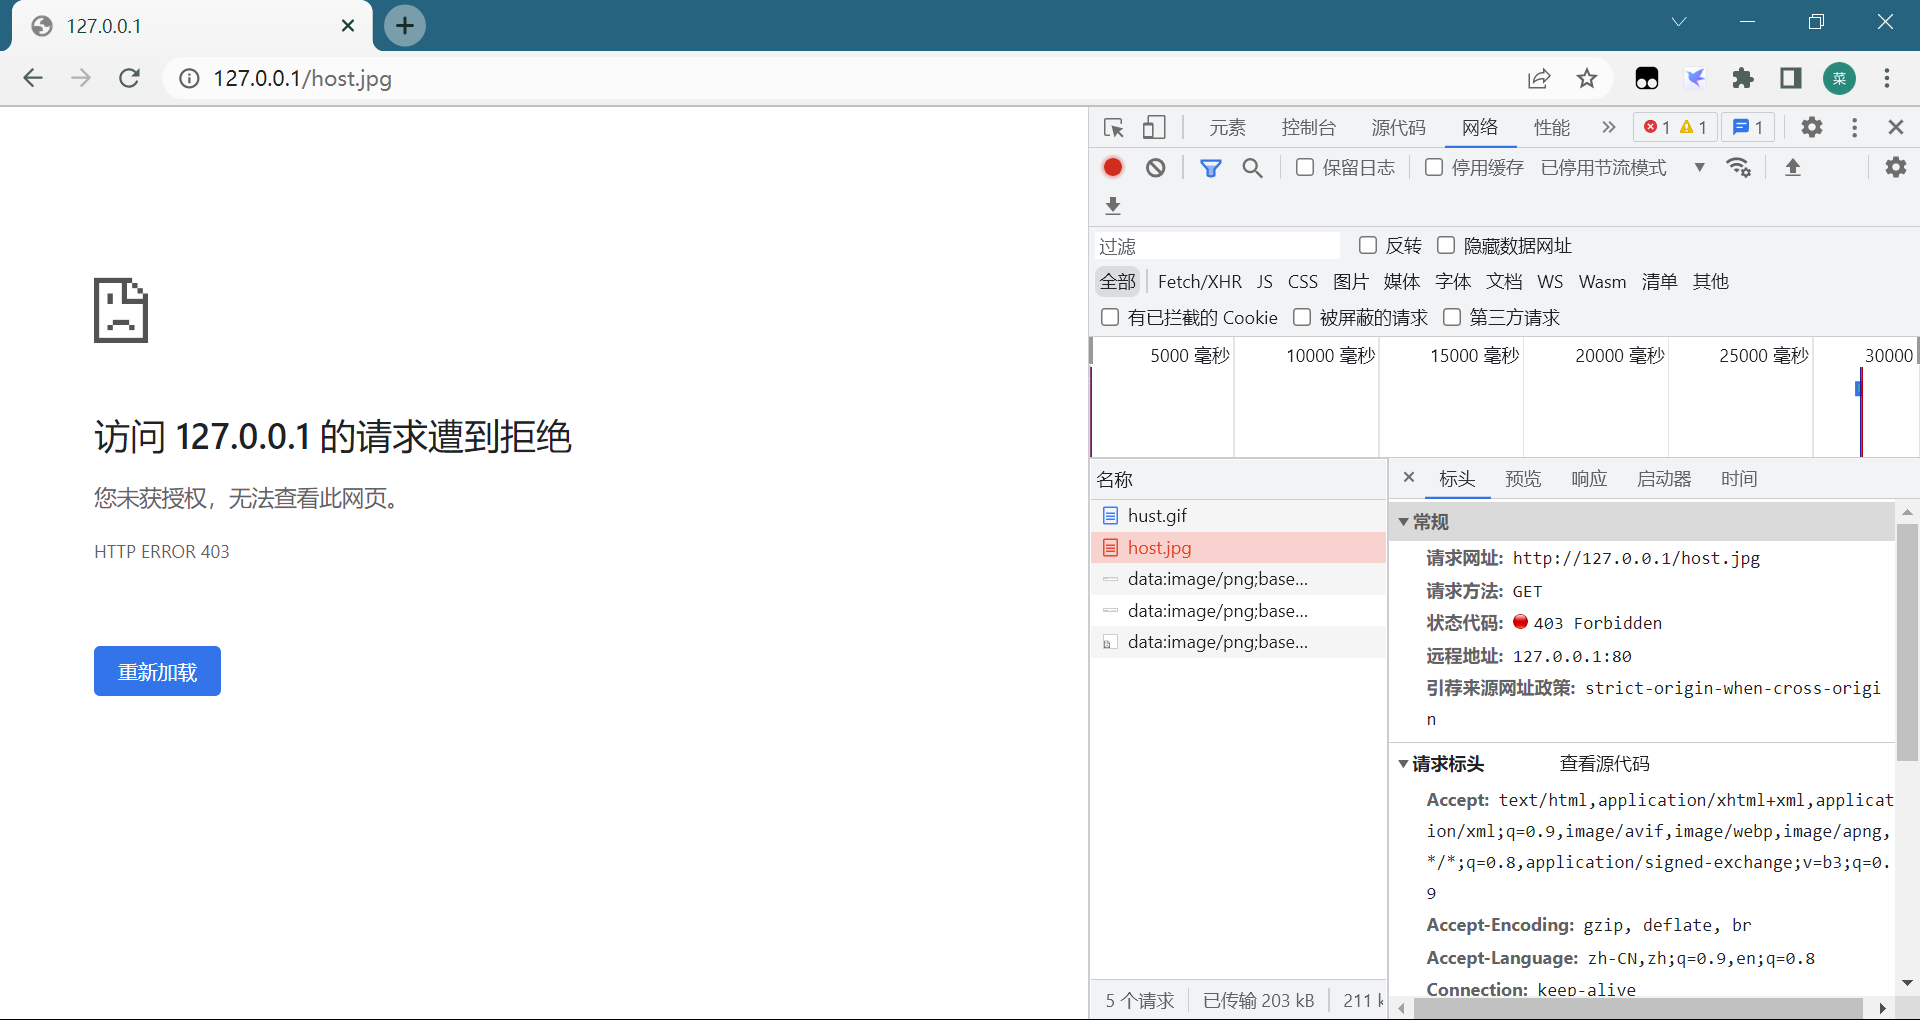 127.0.0.1
127.0.0.1/host.jpg
菜
访问 127.0.0.1 的请求遭到拒绝
您未获授权，无法查看此网页。
HTTP ERROR 403
重新加载
元素 控制台 源代码 网络 性能 1 1 1
保留日志 停用缓存 已停用节流模式
过滤 反转 隐藏数据网址
全部 Fetch/XHR JS CSS 图片 媒体 字体 文档 WS Wasm 清单 其他
有已拦截的 Cookie 被屏蔽的请求 第三方请求
5000 毫秒 10000 毫秒 15000 毫秒 20000 毫秒 25000 毫秒 30000
名称
hust.gif
host.jpg
data:image/png;base...
data:image/png;base...
data:image/png;base...
5 个请求 已传输 203 kB 211 k
标头 预览 响应 启动器 时间
常规
请求网址: http://127.0.0.1/host.jpg
请求方法: GET
状态代码: 403 Forbidden
远程地址: 127.0.0.1:80
引荐来源网址政策: strict-origin-when-cross-origi
n
请求标头 查看源代码
Accept: text/html,application/xhtml+xml,applicat
ion/xml;q=0.9,image/avif,image/webp,image/apng,
*/*;q=0.8,application/signed-exchange;v=b3;q=0.
9
Accept-Encoding: gzip, deflate, br
Accept-Language: zh-CN,zh;q=0.9,en;q=0.8
Connection: keep-alive